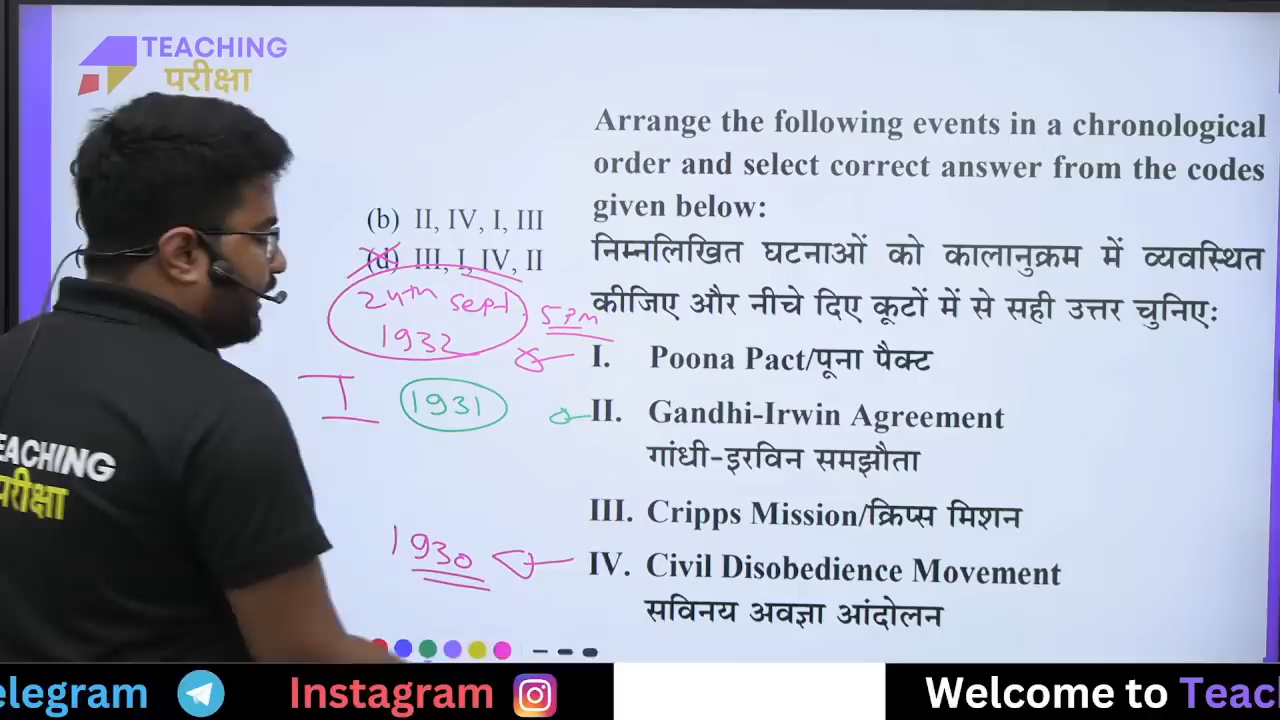 TEACHING
परीक्षा
Arrange the following events in a chronological
order and select correct answer from the codes
given below:
निम्नलिखित घटनाओं को कालानुक्रम में व्यवस्थित
कीजिए और नीचे दिए कूटों में से सही उत्तर चुनिएः
(b) II, IV, I, III
(d) III, I, IV, II
24th sept
1932
5 PM
I. Poona Pact/पूना पैक्ट
I
1931
II. Gandhi-Irwin Agreement
गांधी-इरविन समझौता
III. Cripps Mission/क्रिप्स मिशन
1930
IV. Civil Disobedience Movement
सविनय अवज्ञा आंदोलन
EACHING
परीक्षा
elegram
Instagram
Welcome to Teac